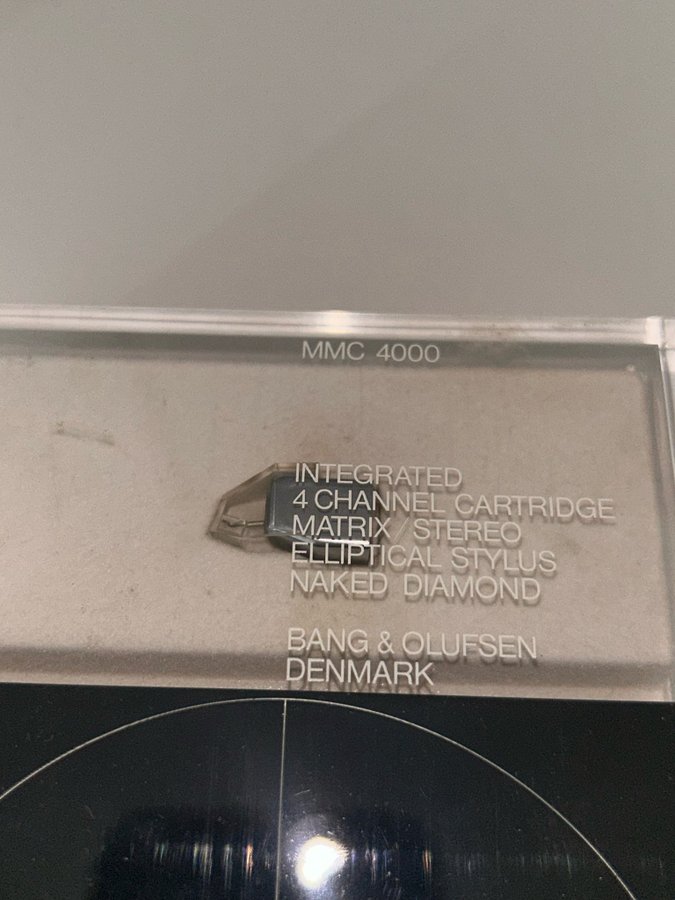 MMC 4000
INTEGRATED
4 CHANNEL CARTRIDGE
MATRIX / STEREO
ELLIPTICAL STYLUS
NAKED DIAMOND
BANG & OLUFSEN
DENMARK